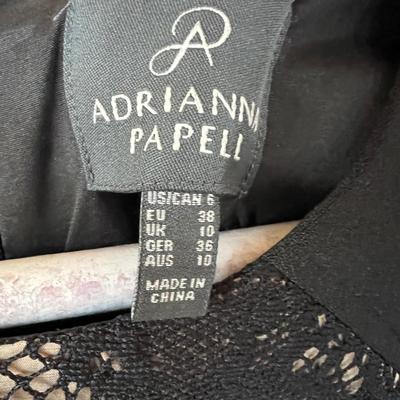 ADRIANNA
PAPELL
US/CAN 6
EU 38
UK 10
GER 36
AUS 10
MADE IN
CHINA